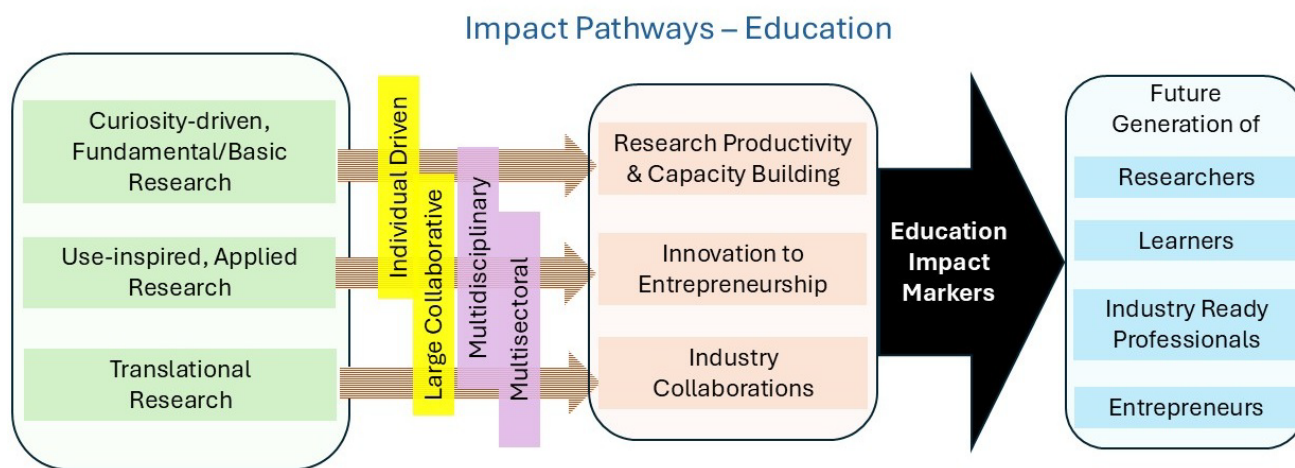 Impact Pathways – Education
Curiosity-driven,
Fundamental/Basic
Research
Use-inspired, Applied
Research
Translational
Research
Individual Driven
Large Collaborative
Multidisciplinary
Multisectoral
Research Productivity
& Capacity Building
Innovation to
Entrepreneurship
Industry
Collaborations
Education
Impact
Markers
Future
Generation of
Researchers
Learners
Industry Ready
Professionals
Entrepreneurs